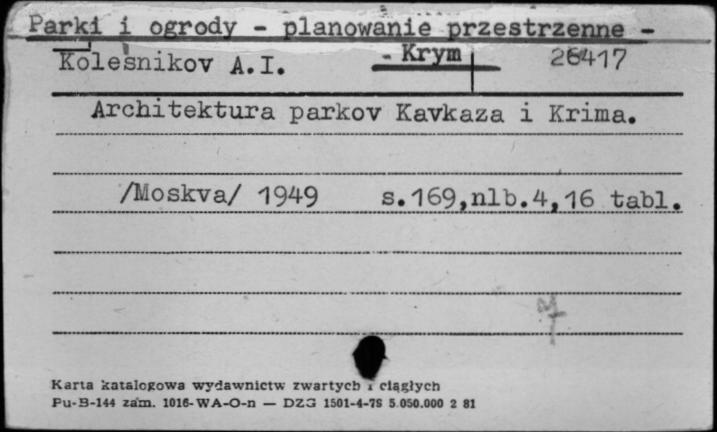 Parki i ogrody - planowanie przestrzenne -
- Krym
Kolesnikov A.I. 26417
Architektura parkov Kavkaza i Krima.
/Moskva/ 1949 s.169,nlb.4,16 tabl.
Karta katalogowa wydawnictw zwartych i ciągłych
Pu-B-144 zam. 1016-WA-O-n — DZG 1501-4-78 5.050.000 2 81